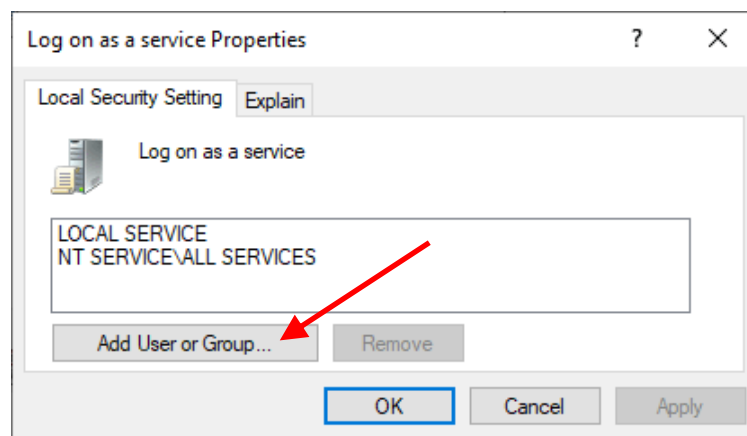 Log on as a service Properties ?
Local Security Setting Explain
Log on as a service
LOCAL SERVICE
NT SERVICE\ALL SERVICES
Add User or Group... Remove
OK Cancel Apply